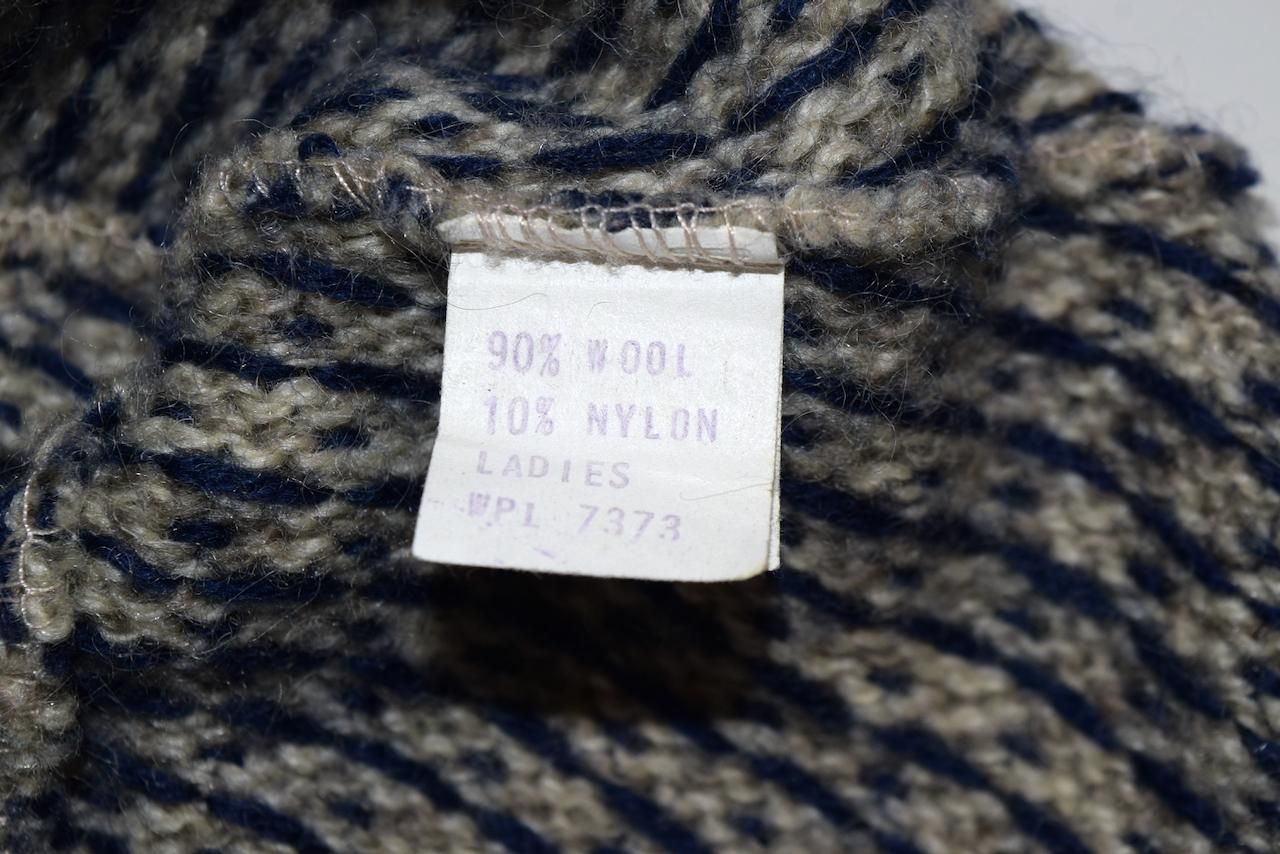 90% WOOL
10% NYLON
LADIES
WPL 7373